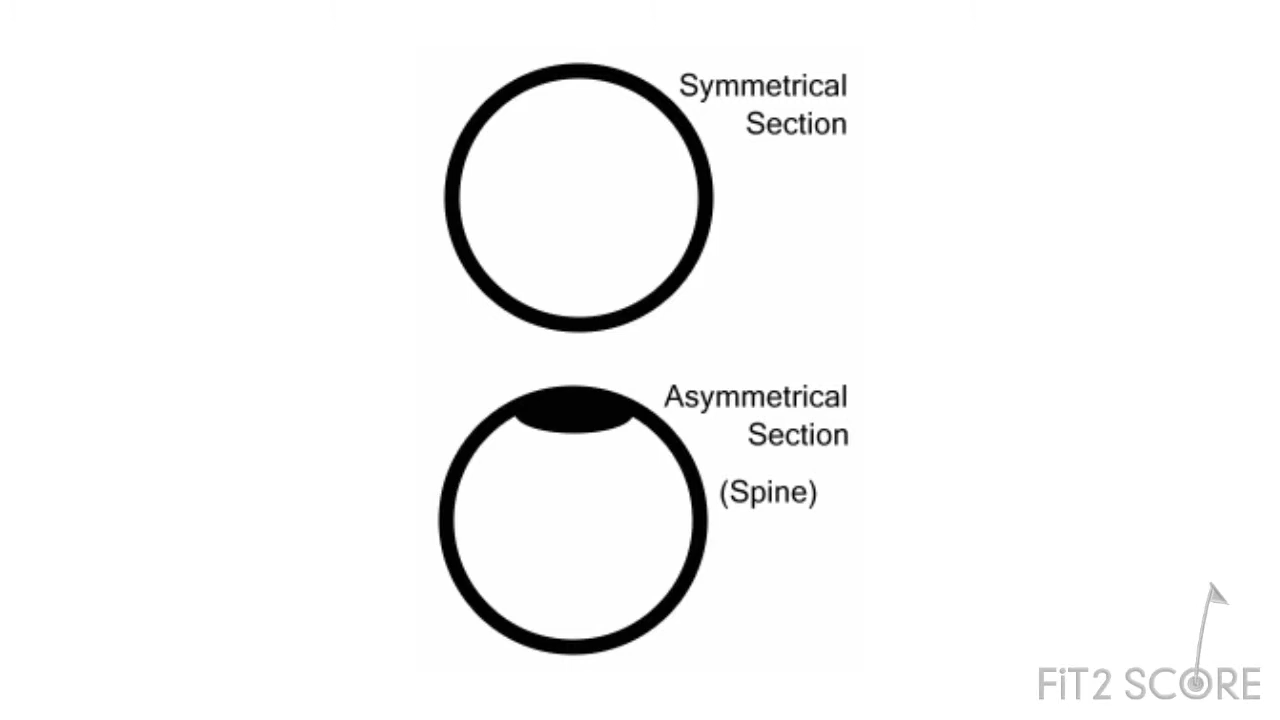 Symmetrical
Section
Asymmetrical
Section
(Spine)
FiT2 SCORE